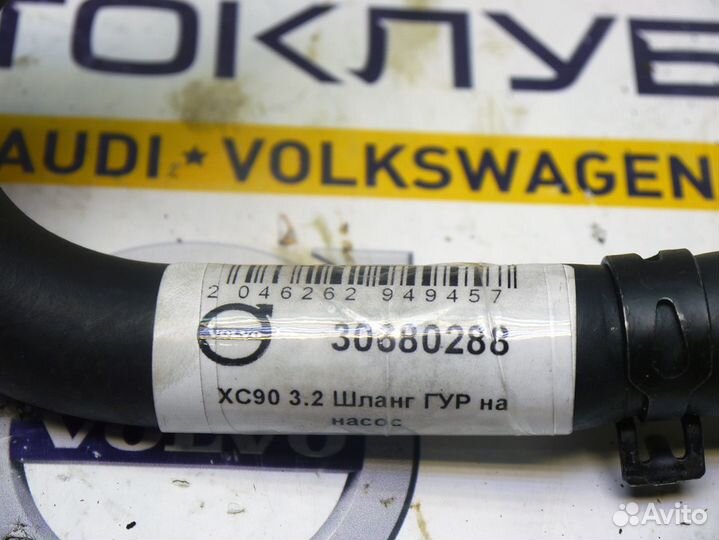 ТОКЛУБ
AUDI ★ VOLKSWAGEN
2 046262 949457
VOLVO
30680288
XC90 3.2 Шланг ГУР на
насос
VOLVO
Avito